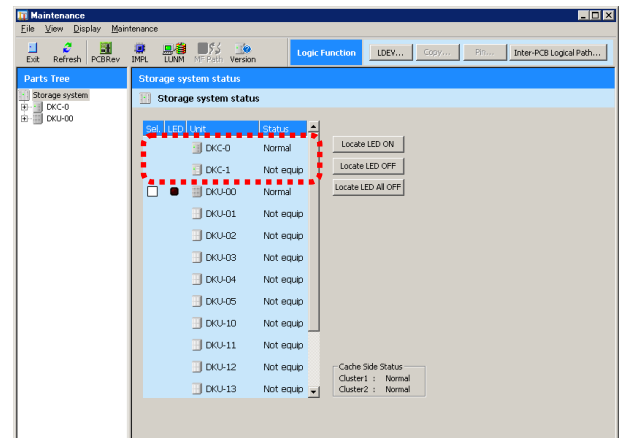 Maintenance
File View Display Maintenance
Exit Refresh PCBRev IMPL LUNM MF Path Version Logic Function LDEV... Copy... Pin... Inter-PCB Logical Path...
Parts Tree Storage system status
Storage system Storage system status
DKC-0
DKU-00
Sel. LED Unit Status
DKC-0 Normal Locate LED ON
DKC-1 Not equip Locate LED OFF
DKU-00 Normal Locate LED All OFF
DKU-01 Not equip
DKU-02 Not equip
DKU-03 Not equip
DKU-04 Not equip
DKU-05 Not equip
DKU-10 Not equip
DKU-11 Not equip
DKU-12 Not equip
DKU-13 Not equip
Cache Side Status
Cluster1 : Normal
Cluster2 : Normal